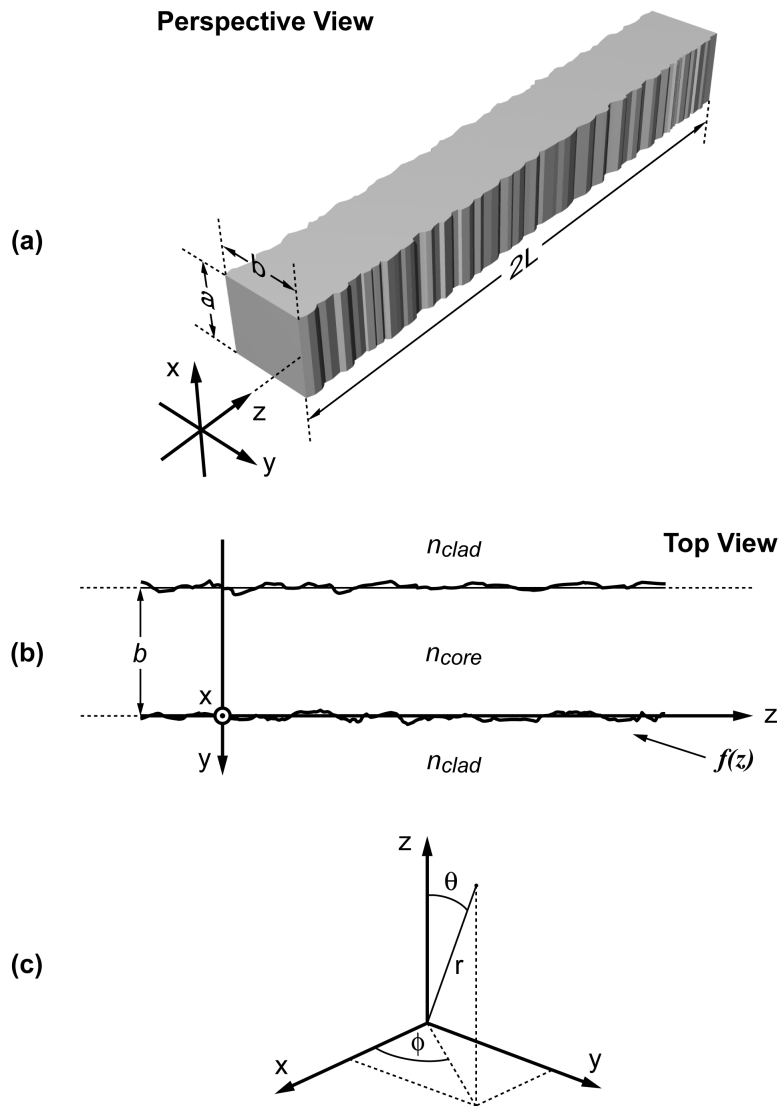 Perspective View
(a)
b
a
2L
x
z
y
n_clad
Top View
(b)
b
n_core
x
z
y
n_clad
f(z)
(c)
z
θ
r
ϕ
x
y